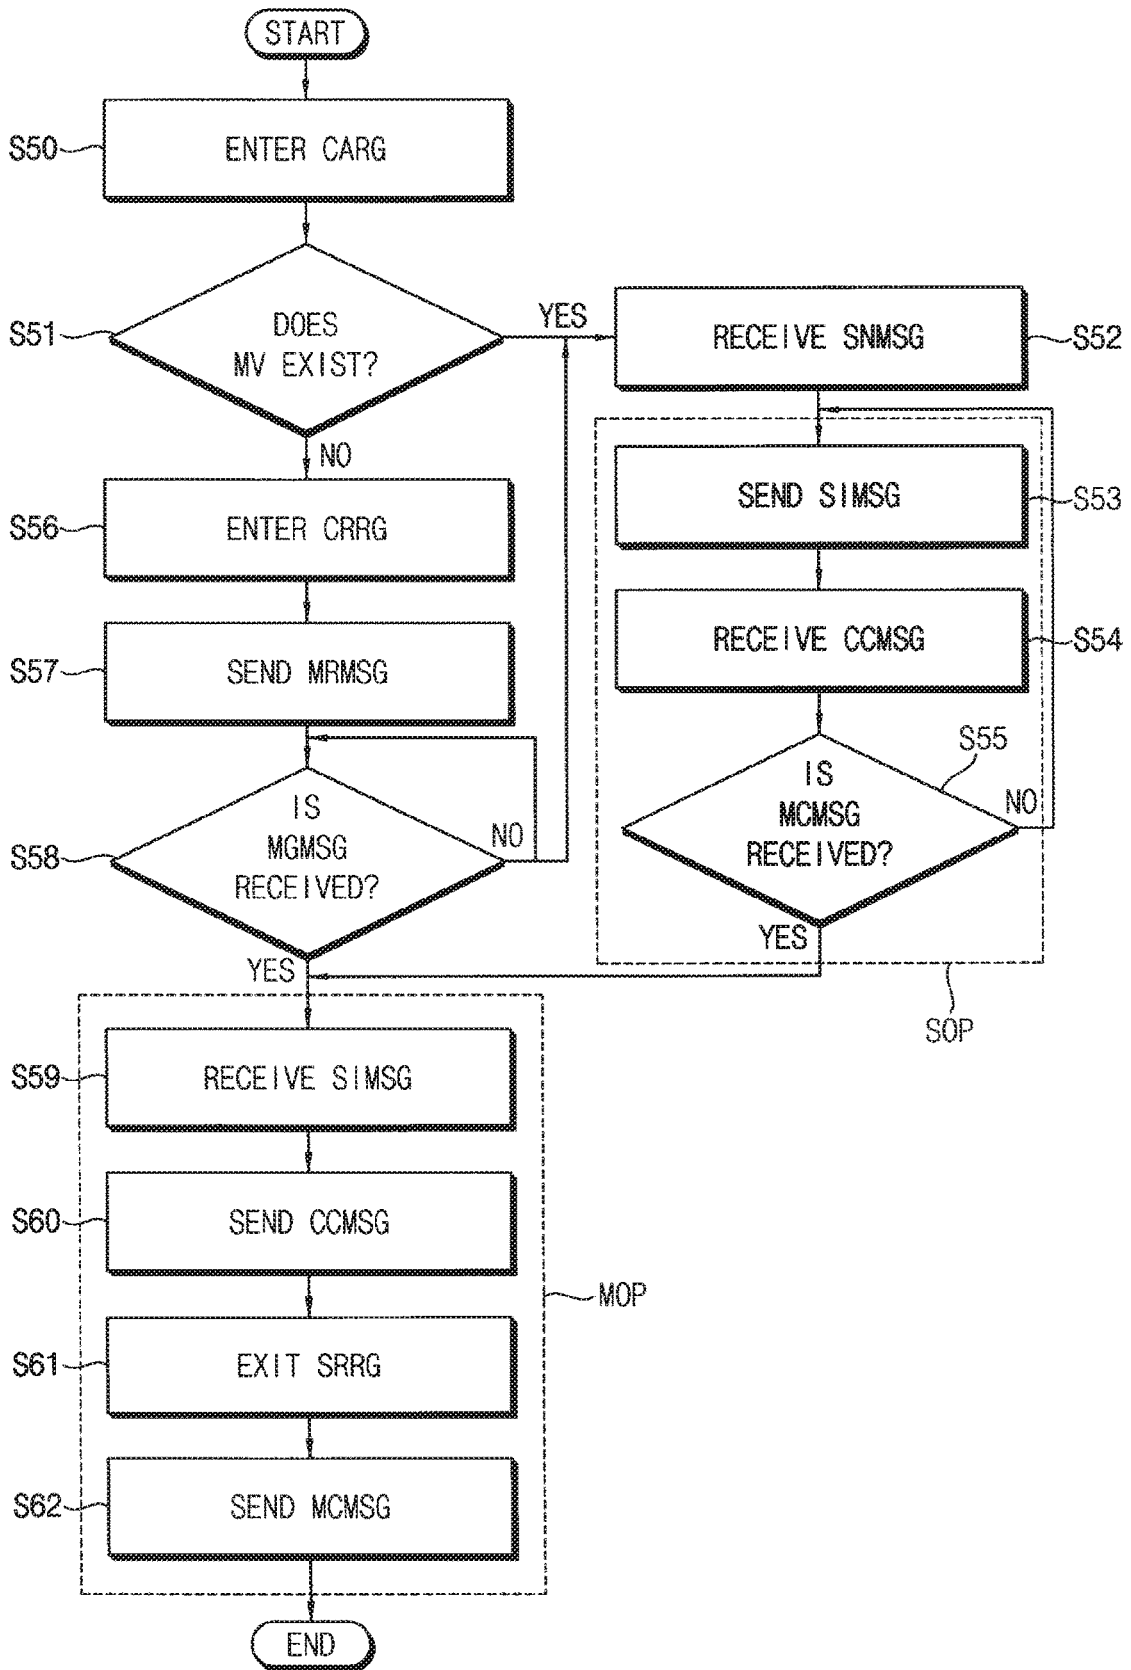 START
S50
ENTER CARG
S51
DOES
MV EXIST?
YES
RECEIVE SNMSG
S52
NO
SEND SIMSG
S53
S56
ENTER CRRG
RECEIVE CCMSG
S54
S57
SEND MRMSG
S55
IS
MCMSG
RECEIVED?
NO
YES
S58
IS
MGMSG
RECEIVED?
NO
YES
SOP
S59
RECEIVE SIMSG
S60
SEND CCMSG
MOP
S61
EXIT SRRG
S62
SEND MCMSG
END